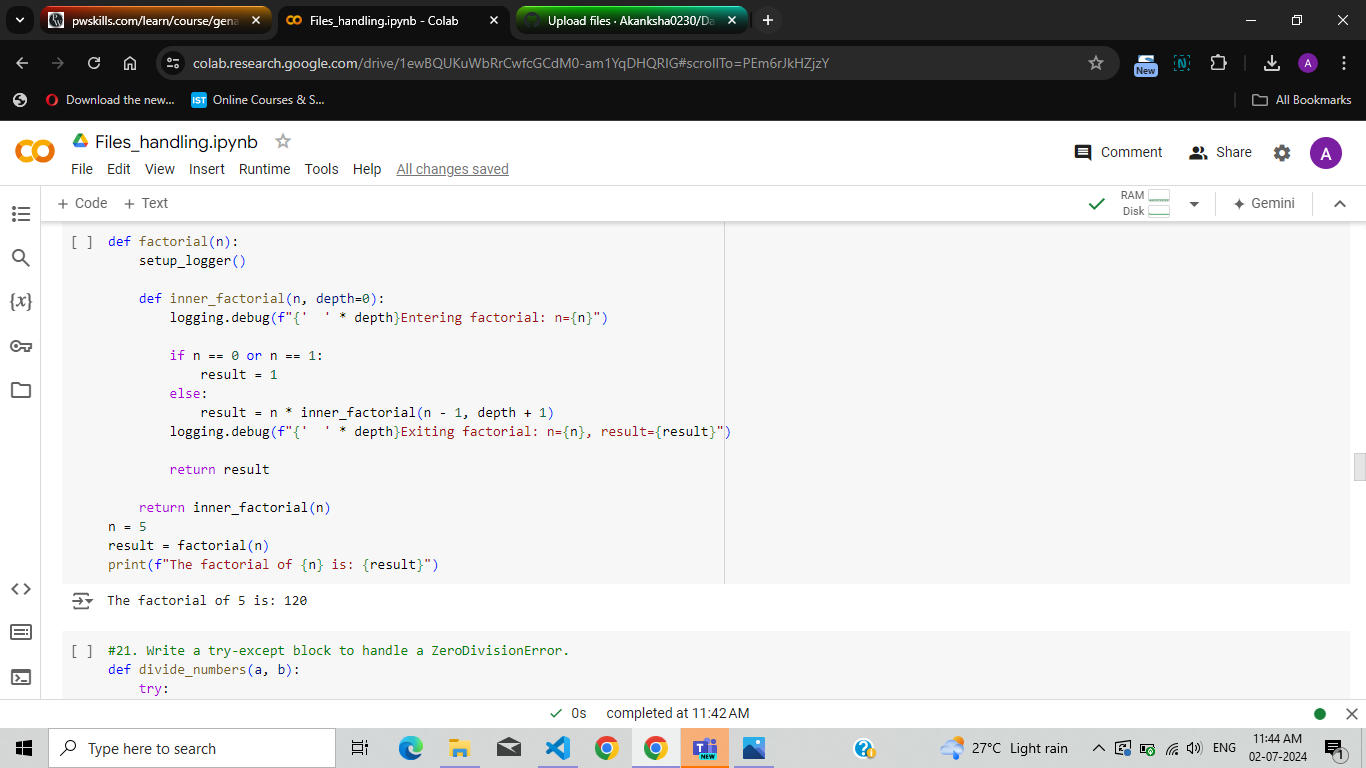 pwskills.com/learn/course/gena
Files_handling.ipynb - Colab
Upload files · Akanksha0230/Da
colab.research.google.com/drive/1ewBQUKuWbRrCwfcGCdM0-am1YqDHQRIG#scrollTo=PEm6rJkHZjzY
New
N
A
Download the new...
IST
Online Courses & S...
All Bookmarks
Files_handling.ipynb
Comment
Share
A
File Edit View Insert Runtime Tools Help All changes saved
+ Code + Text
RAM
Disk
Gemini
{x}
[ ] def factorial(n):
setup_logger()
def inner_factorial(n, depth=0):
logging.debug(f"{'  ' * depth}Entering factorial: n={n}")
if n == 0 or n == 1:
result = 1
else:
result = n * inner_factorial(n - 1, depth + 1)
logging.debug(f"{'  ' * depth}Exiting factorial: n={n}, result={result}")
return result
return inner_factorial(n)
n = 5
result = factorial(n)
print(f"The factorial of {n} is: {result}")
The factorial of 5 is: 120
[ ] #21. Write a try-except block to handle a ZeroDivisionError.
def divide_numbers(a, b):
try:
0s completed at 11:42 AM
Type here to search
NEW
27°C Light rain
ENG
11:44 AM
02-07-2024
1